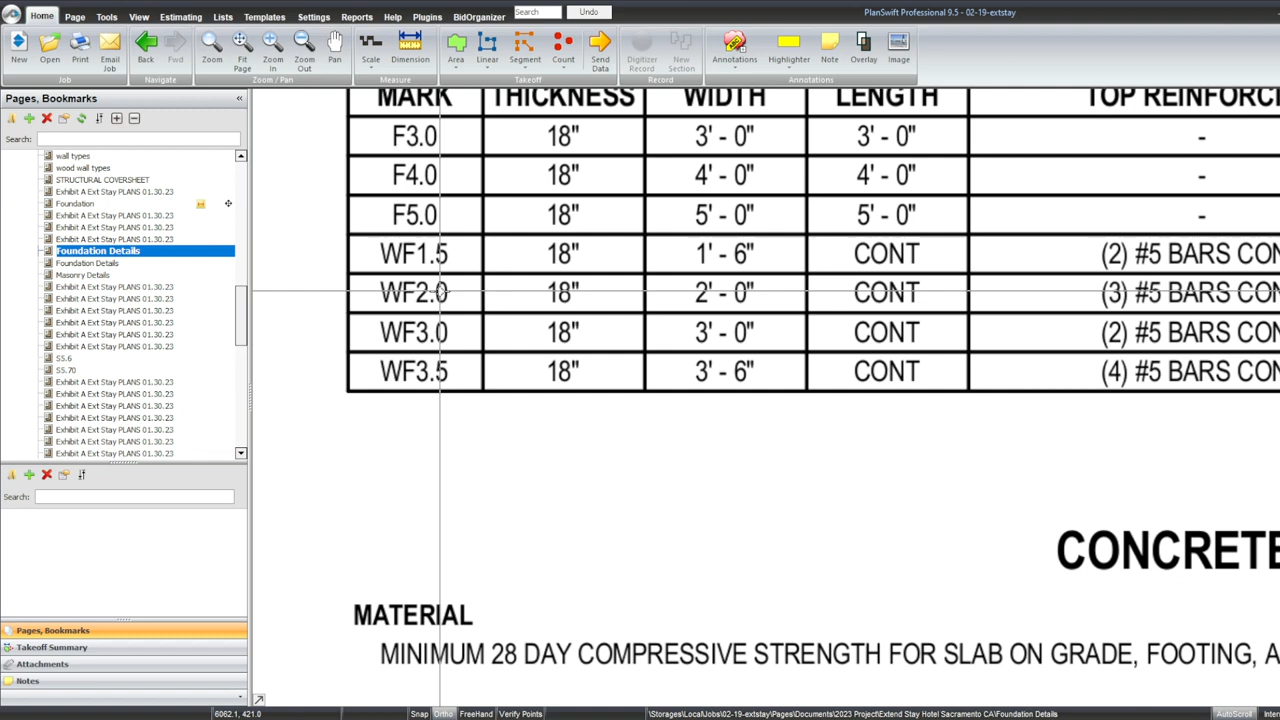 Home Page Tools View Estimating Lists Templates Settings Reports Help Plugins BidOrganizer Search Undo PlanSwift Professional 9.5 - 02-19-extstay
New Open Print Email Job Back Fwd Zoom Fit Page Zoom In Zoom Out Pan Scale Dimension Area Linear Segment Count Send Data Digitizer Record New Section Annotations Highlighter Note Overlay Image
Job Navigate Zoom / Pan Measure Takeoff Record Annotations
Pages, Bookmarks
Search:
wall types
wood wall types
STRUCTURAL COVERSHEET
Exhibit A Ext Stay PLANS 01.30.23
Foundation
Exhibit A Ext Stay PLANS 01.30.23
Exhibit A Ext Stay PLANS 01.30.23
Exhibit A Ext Stay PLANS 01.30.23
Foundation Details
Foundation Details
Masonry Details
Exhibit A Ext Stay PLANS 01.30.23
Exhibit A Ext Stay PLANS 01.30.23
Exhibit A Ext Stay PLANS 01.30.23
Exhibit A Ext Stay PLANS 01.30.23
Exhibit A Ext Stay PLANS 01.30.23
Exhibit A Ext Stay PLANS 01.30.23
S5.6
S5.70
Exhibit A Ext Stay PLANS 01.30.23
Exhibit A Ext Stay PLANS 01.30.23
Exhibit A Ext Stay PLANS 01.30.23
Exhibit A Ext Stay PLANS 01.30.23
Exhibit A Ext Stay PLANS 01.30.23
Exhibit A Ext Stay PLANS 01.30.23
Exhibit A Ext Stay PLANS 01.30.23
Search:
Pages, Bookmarks
Takeoff Summary
Attachments
Notes
MARK THICKNESS WIDTH LENGTH TOP REINFORCI
F3.0 18" 3' - 0" 3' - 0" -
F4.0 18" 4' - 0" 4' - 0" -
F5.0 18" 5' - 0" 5' - 0" -
WF1.5 18" 1' - 6" CONT (2) #5 BARS CON
WF2.0 18" 2' - 0" CONT (3) #5 BARS CON
WF3.0 18" 3' - 0" CONT (2) #5 BARS CON
WF3.5 18" 3' - 6" CONT (4) #5 BARS CON
CONCRETE
MATERIAL
MINIMUM 28 DAY COMPRESSIVE STRENGTH FOR SLAB ON GRADE, FOOTING, A
6062.1, 421.0 Snap Ortho FreeHand Verify Points \Storages\Local\Jobs\02-19-extstay\Pages\Documents\2023 Project\Extend Stay Hotel Sacramento CA\Foundation Details AutoScroll Inter